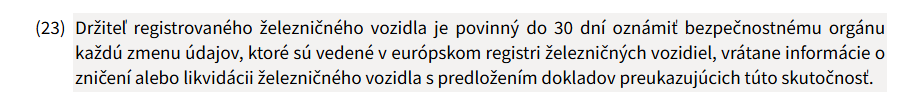 (23) Držiteľ registrovaného železničného vozidla je povinný do 30 dní oznámiť bezpečnostnému orgánu
každú zmenu údajov, ktoré sú vedené v európskom registri železničných vozidiel, vrátane informácie o
zničení alebo likvidácii železničného vozidla s predložením dokladov preukazujúcich túto skutočnosť.